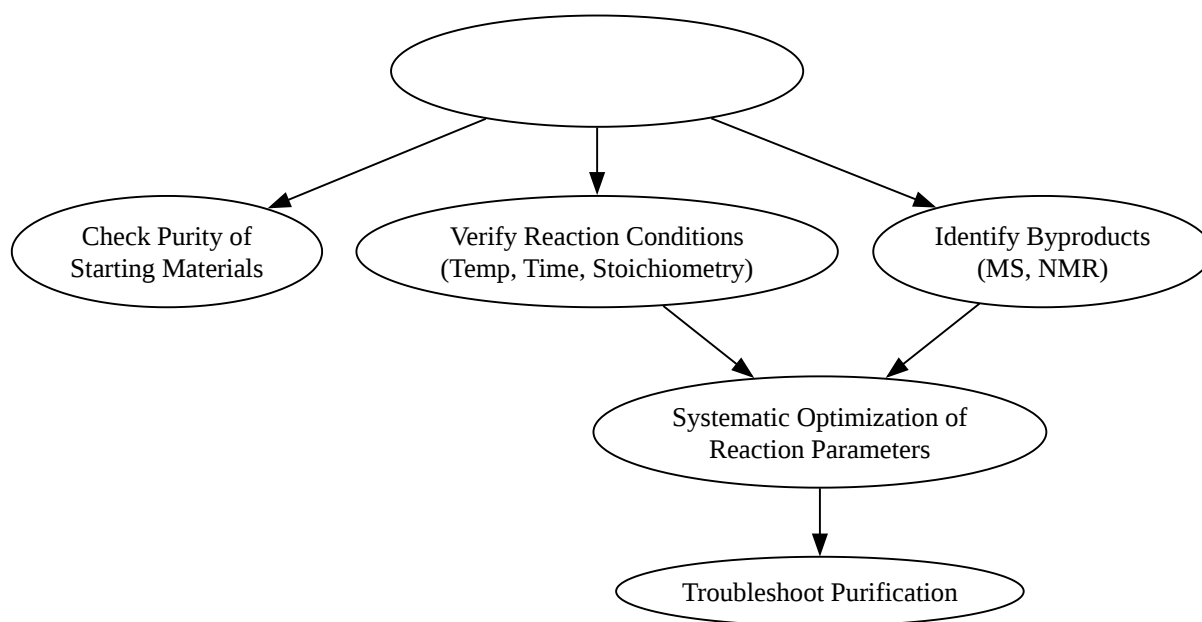 Check Purity of
Starting Materials
Verify Reaction Conditions
(Temp, Time, Stoichiometry)
Identify Byproducts
(MS, NMR)
Systematic Optimization of
Reaction Parameters
Troubleshoot Purification